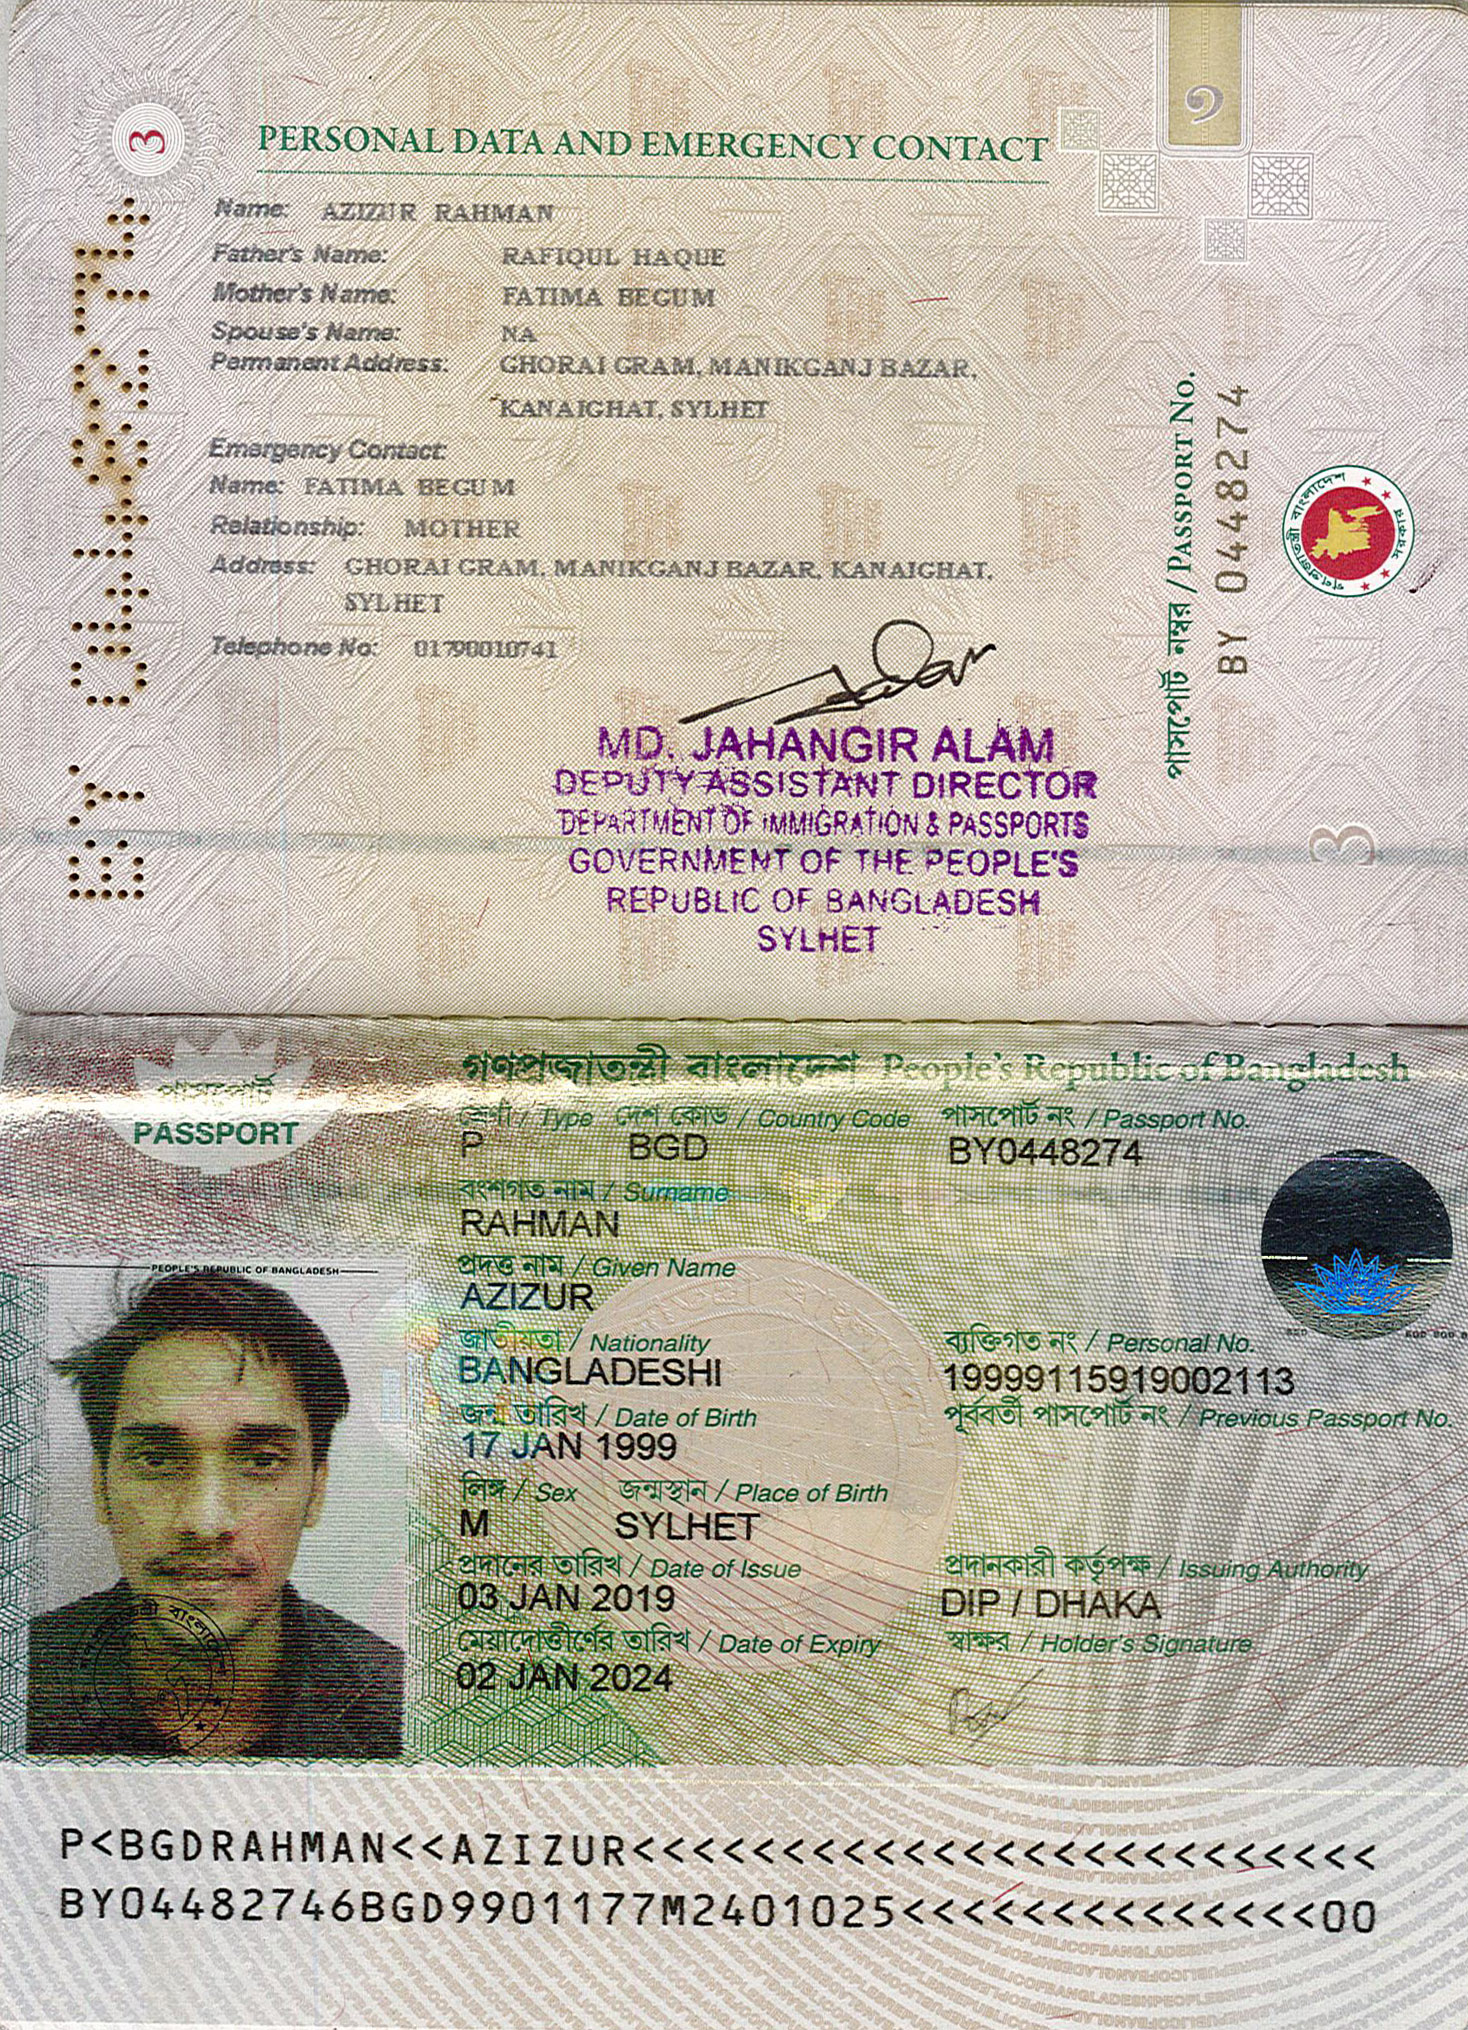 3
PERSONAL DATA AND EMERGENCY CONTACT
Name: AZIZUR RAHMAN
Father's Name: RAFIQUL HAQUE
Mother's Name: FATIMA BEGUM
Spouse's Name: NA
Permanent Address: GHORAI GRAM, MANIKGANJ BAZAR,
KANAIGHAT, SYLHET
Emergency Contact:
Name: FATIMA BEGUM
Relationship: MOTHER
Address: GHORAI GRAM, MANIKGANJ BAZAR, KANAIGHAT,
SYLHET
Telephone No: 01790010741
MD. JAHANGIR ALAM
DEPUTY ASSISTANT DIRECTOR
DEPARTMENT OF IMMIGRATION & PASSPORTS
GOVERNMENT OF THE PEOPLE'S
REPUBLIC OF BANGLADESH
SYLHET
BY 0448274
পাসপোর্ট নম্বর / PASSPORT No.
BY 0448274
গণপ্রজাতন্ত্রী বাংলাদেশ সরকার
3
গণপ্রজাতন্ত্রী বাংলাদেশ People's Republic of Bangladesh
পাসপোর্ট
PASSPORT
শ্রেণী / Type দেশ কোড / Country Code পাসপোর্ট নং / Passport No.
P BGD BY0448274
বংশগত নাম / Surname
RAHMAN
প্রদত্ত নাম / Given Name
AZIZUR
PEOPLE'S REPUBLIC OF BANGLADESH
জাতীয়তা / Nationality ব্যক্তিগত নং / Personal No.
BANGLADESHI 19999115919002113
জন্ম তারিখ / Date of Birth পূর্ববর্তী পাসপোর্ট নং / Previous Passport No.
17 JAN 1999
লিঙ্গ / Sex জন্মস্থান / Place of Birth
M SYLHET
প্রদানের তারিখ / Date of Issue প্রদানকারী কর্তৃপক্ষ / Issuing Authority
03 JAN 2019 DIP / DHAKA
মেয়াদোত্তীর্ণের তারিখ / Date of Expiry স্বাক্ষর / Holder's Signature
02 JAN 2024
P<BGDRAHMAN<<AZIZUR<<<<<<<<<<<<<<<<<<<<<<<<<
BY04482746BGD9901177M2401025<<<<<<<<<<<<<<00